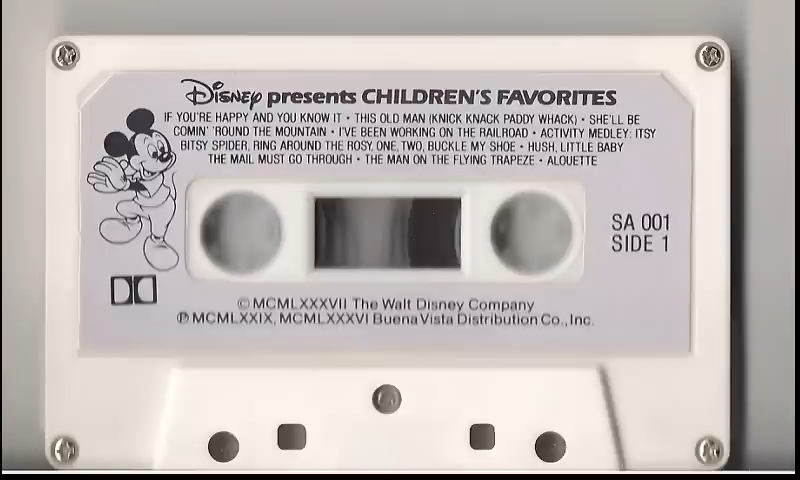 Disney presents CHILDREN'S FAVORITES
IF YOU'RE HAPPY AND YOU KNOW IT • THIS OLD MAN (KNICK KNACK PADDY WHACK) • SHE'LL BE
COMIN' 'ROUND THE MOUNTAIN • I'VE BEEN WORKING ON THE RAILROAD • ACTIVITY MEDLEY: ITSY
BITSY SPIDER, RING AROUND THE ROSY, ONE, TWO, BUCKLE MY SHOE • HUSH, LITTLE BABY
THE MAIL MUST GO THROUGH • THE MAN ON THE FLYING TRAPEZE • ALOUETTE
SA 001
SIDE 1
© MCMLXXXVII The Walt Disney Company
℗ MCMLXXIX, MCMLXXXVI Buena Vista Distribution Co., Inc.